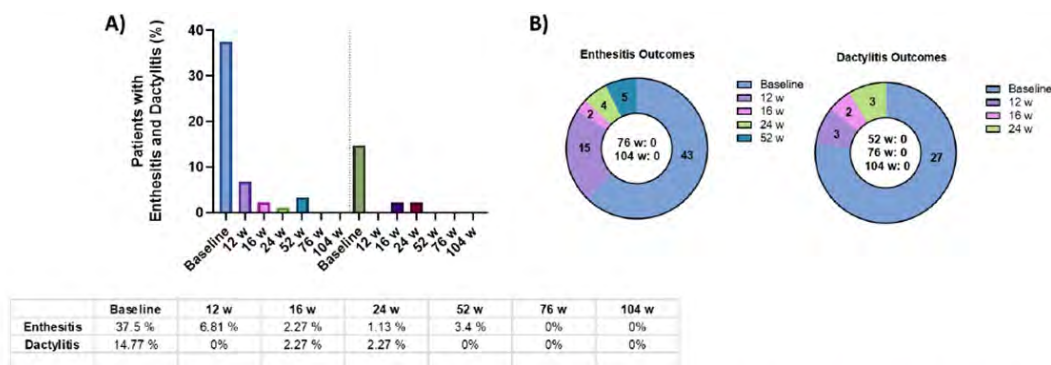 A)
Patients with
Enthesitis and Dactylitis (%)
40
30
20
10
0
Baseline
12 w
16 w
24 w
52 w
76 w
104 w
Baseline
12 w
16 w
24 w
52 w
76 w
104 w
B)
Enthesitis Outcomes
43
15
2
4
5
76 w: 0
104 w: 0
Baseline
12 w
16 w
24 w
52 w
Dactylitis Outcomes
27
3
2
3
52 w: 0
76 w: 0
104 w: 0
Baseline
12 w
16 w
24 w
Baseline 12 w 16 w 24 w 52 w 76 w 104 w
Enthesitis 37.5 % 6.81 % 2.27 % 1.13 % 3.4 % 0% 0%
Dactylitis 14.77 % 0% 2.27 % 2.27 % 0% 0% 0%